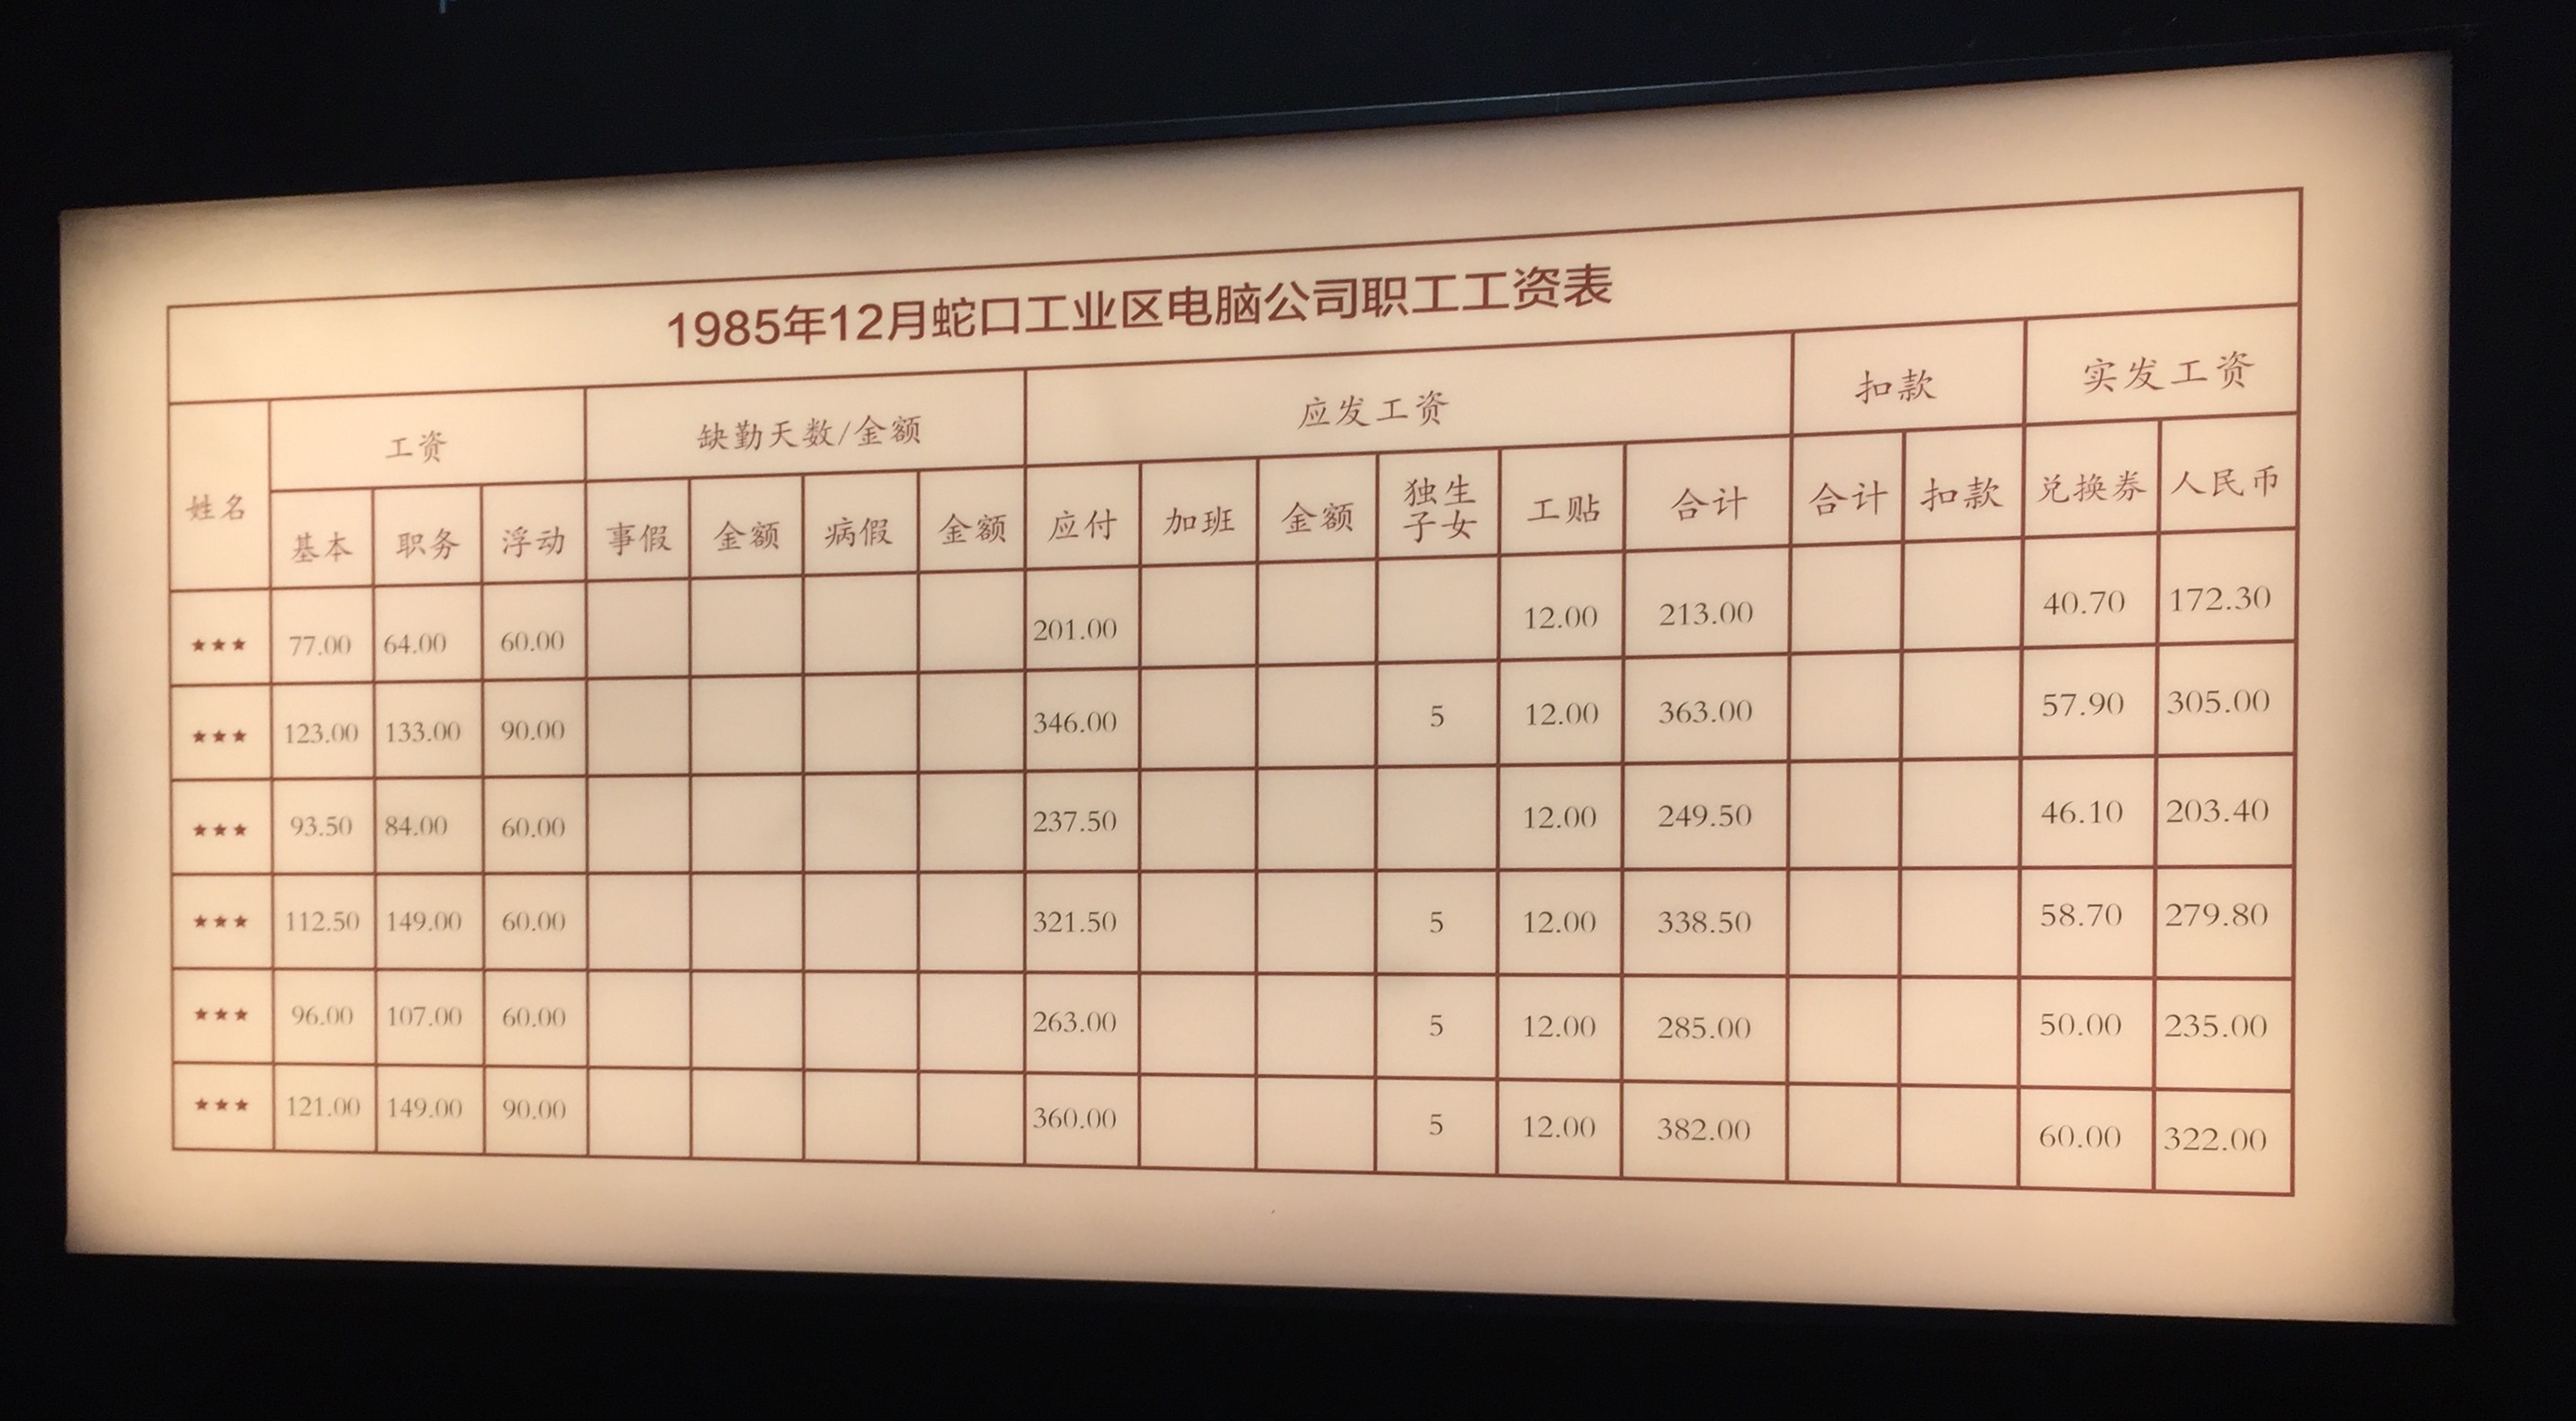 1985年12月蛇口工业区电脑公司职工工资表
姓名 工资 缺勤天数/金额 应发工资 扣款 实发工资
基本 职务 浮动 事假 金额 病假 金额 应付 加班 金额 独生子女 工贴 合计 合计 扣款 兑换券 人民币
★★★ 77.00 64.00 60.00 201.00 12.00 213.00 40.70 172.30
★★★ 123.00 133.00 90.00 346.00 5 12.00 363.00 57.90 305.00
★★★ 93.50 84.00 60.00 237.50 12.00 249.50 46.10 203.40
★★★ 112.50 149.00 60.00 321.50 5 12.00 338.50 58.70 279.80
★★★ 96.00 107.00 60.00 263.00 5 12.00 285.00 50.00 235.00
★★★ 121.00 149.00 90.00 360.00 5 12.00 382.00 60.00 322.00